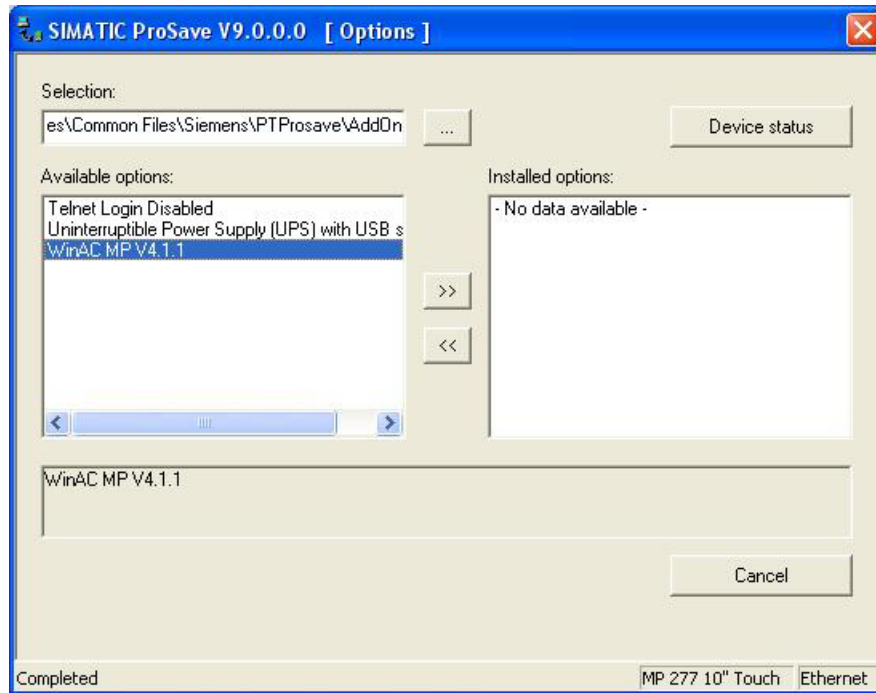 SIMATIC ProSave V9.0.0.0 [ Options ]
Selection:
es\Common Files\Siemens\PTProsave\AddOn
...
Device status
Available options:
Installed options:
Telnet Login Disabled
Uninterruptible Power Supply (UPS) with USB s
WinAC MP V4.1.1
- No data available -
>>
<<
WinAC MP V4.1.1
Cancel
Completed
MP 277 10" Touch
Ethernet